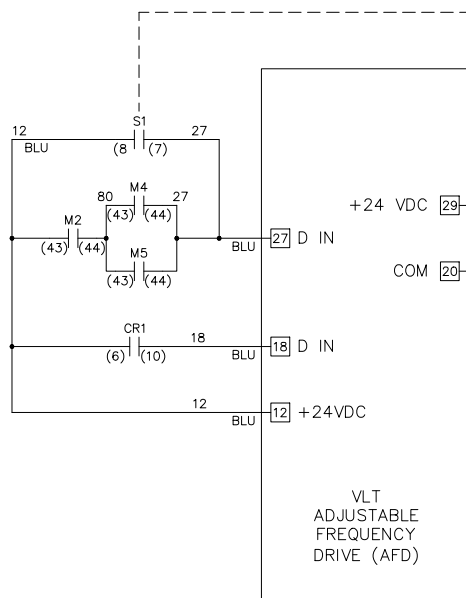 S1
12 27
BLU (8 (7)
80 M4 27
+24 VDC 29
M2 (43) (44)
(43) (44) BLU 27 D IN
M5
(43) (44)
COM 20
CR1
(6) (10) 18 BLU 18 D IN
12 BLU 12 +24VDC
VLT
ADJUSTABLE
FREQUENCY
DRIVE (AFD)